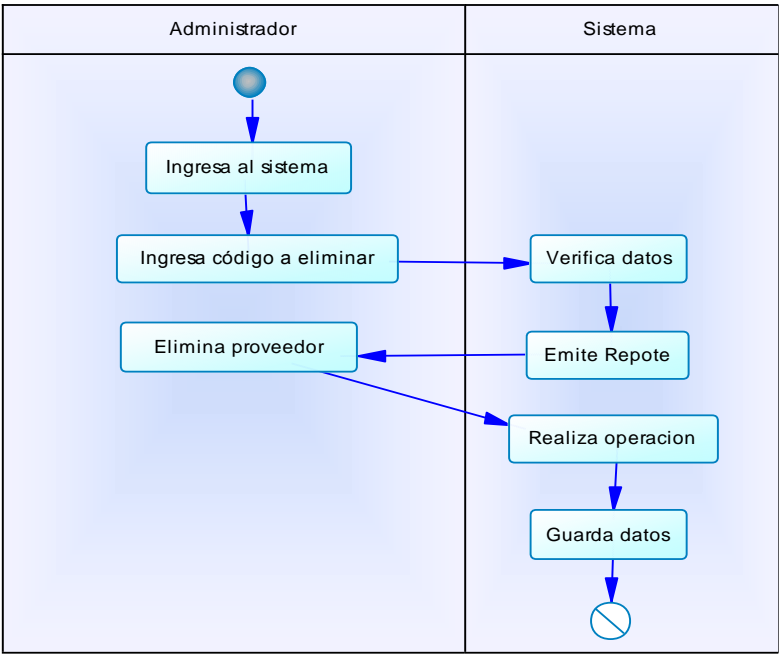 Administrador
Sistema
Ingresa al sistema
Ingresa código a eliminar
Verifica datos
Elimina proveedor
Emite Repote
Realiza operacion
Guarda datos